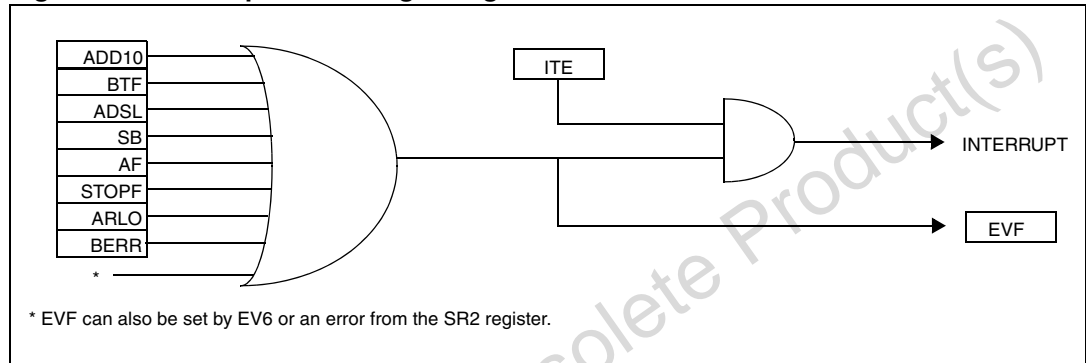 ADD10
BTF
ADSL
SB
AF
STOPF
ARLO
BERR
*
ITE
INTERRUPT
EVF
* EVF can also be set by EV6 or an error from the SR2 register.
solete Product(s)